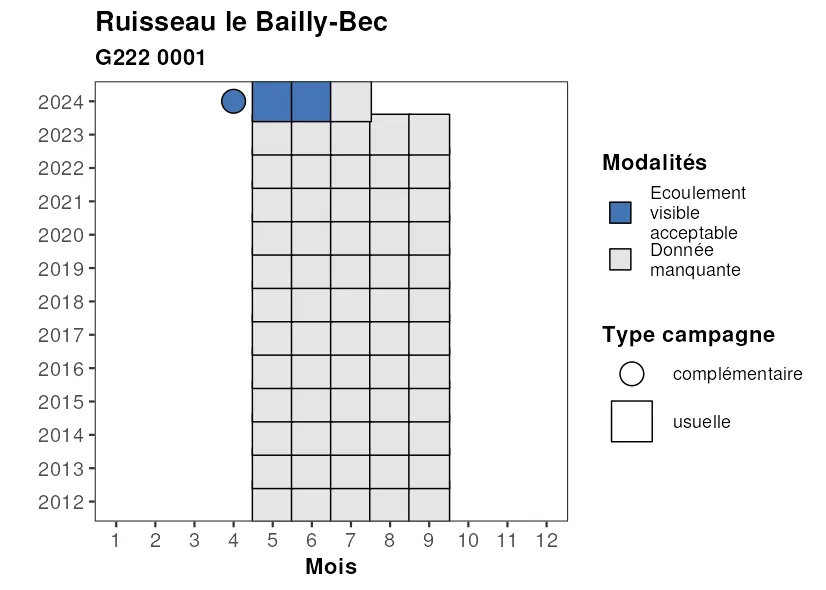 Ruisseau le Bailly-Bec
G222 0001
2024
2023
2022
2021
2020
2019
2018
2017
2016
2015
2014
2013
2012
1 2 3 4 5 6 7 8 9 10 11 12
Mois
Modalités
Ecoulement
visible
acceptable
Donnée
manquante
Type campagne
complémentaire
usuelle